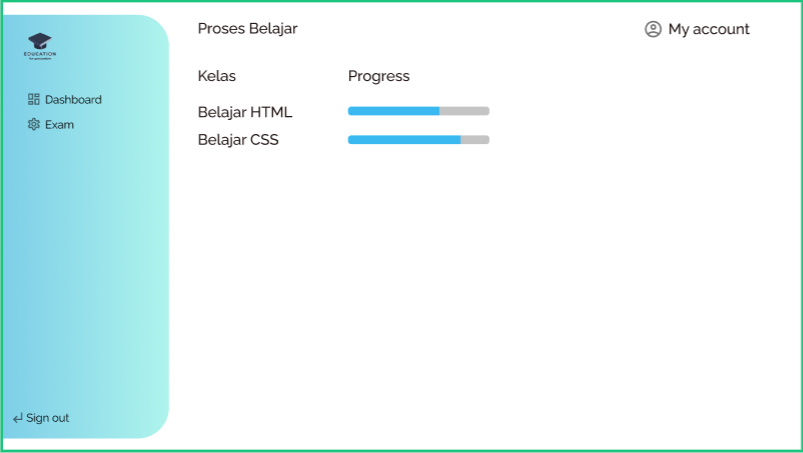 EDUCATION
Dashboard
Exam
Sign out
Proses Belajar
My account
Kelas Progress
Belajar HTML
Belajar CSS